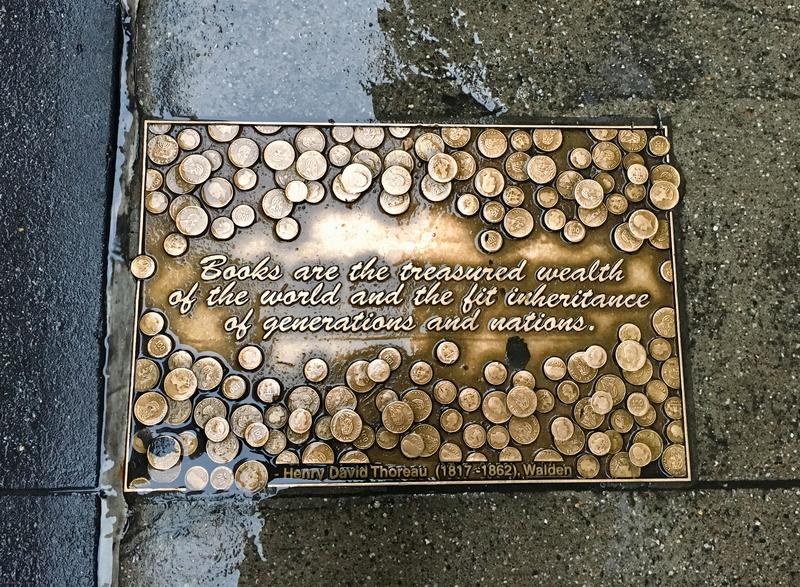 Books are the treasured wealth
of the world and the fit inheritance
of generations and nations.
- Henry David Thoreau (1817-1862), Walden